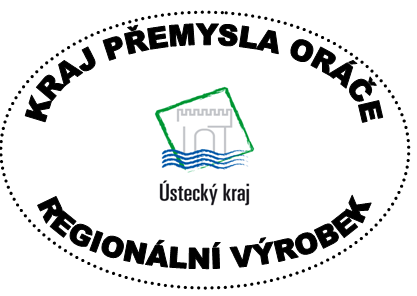 KRAJ PŘEMYSLA ORÁČE
Ústecký kraj
REGIONÁLNÍ VÝROBEK